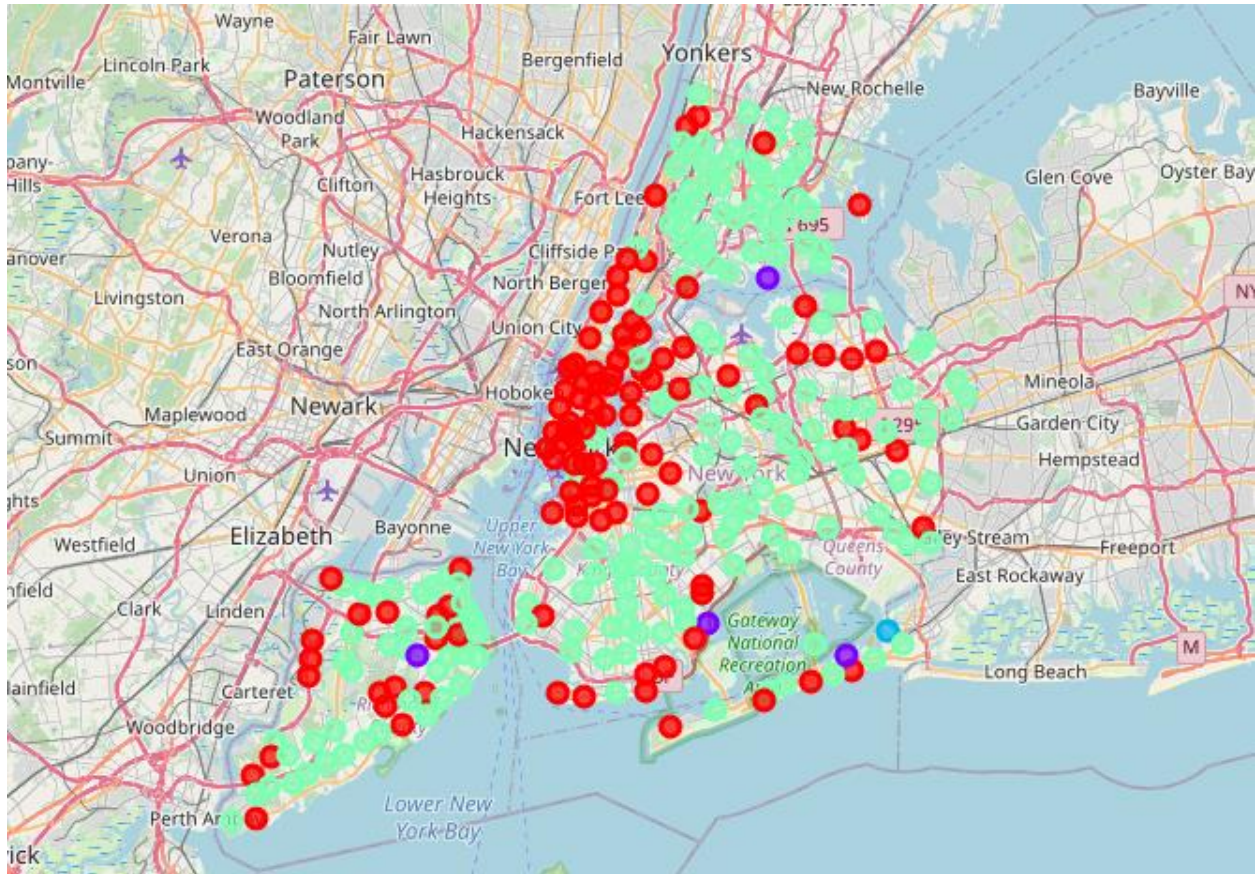 Wayne
Fair Lawn
Bergenfield
Yonkers
Lincoln Park
Montville
Paterson
New Rochelle
Bayville
Woodland
Park
Hackensack
Hills
Clifton
Hasbrouck
Heights
Fort Lee
Glen Cove
Oyster Bay
Verona
Nutley
Cliffside
695
Bloomfield
North Bergen
Livingston
North Arlington
NY
Union City
East Orange
Mineola
Hoboke
Maplewood
Newark
Garden City
Summit
Union
New York
Hempstead
Elizabeth
Bayonne
Upper
New York
Bay
Westfield
Valley Stream
Freeport
Queens
County
East Rockaway
Clark
Linden
Gateway
National
Recreation
M
Long Beach
Carteret
Woodbridge
Lower New
York Bay
Perth Am